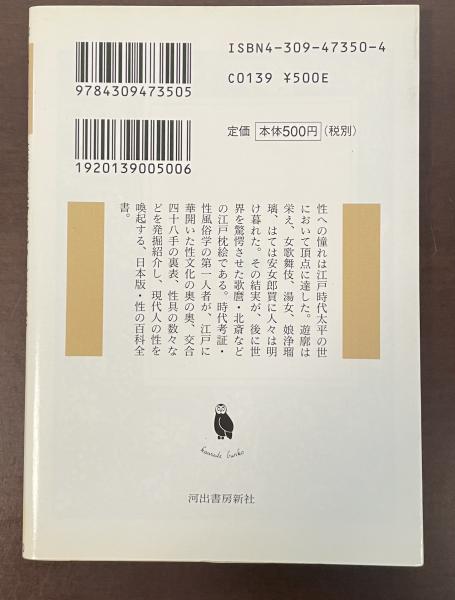 ISBN4-309-47350-4
C0139 ¥500E
9784309473505
定価 本体500円(税別)
1920139005006
性への憧れは江戸時代太平の世
において頂点に達した。遊廓は
栄え、女歌舞伎、湯女、娘浄瑠
璃、はては安女郎買に人々は明
け暮れた。その結実が、後に世
界を驚愕させた歌麿・北斎など
の江戸枕絵である。時代考証・
性風俗学の第一人者が、江戸に
華開いた性文化の奥の奥、交合
四十八手の裏表、性具の数々な
どを発掘紹介し、現代人の性を
喚起する、日本版・性の百科全
書。
kawade bunko
河出書房新社